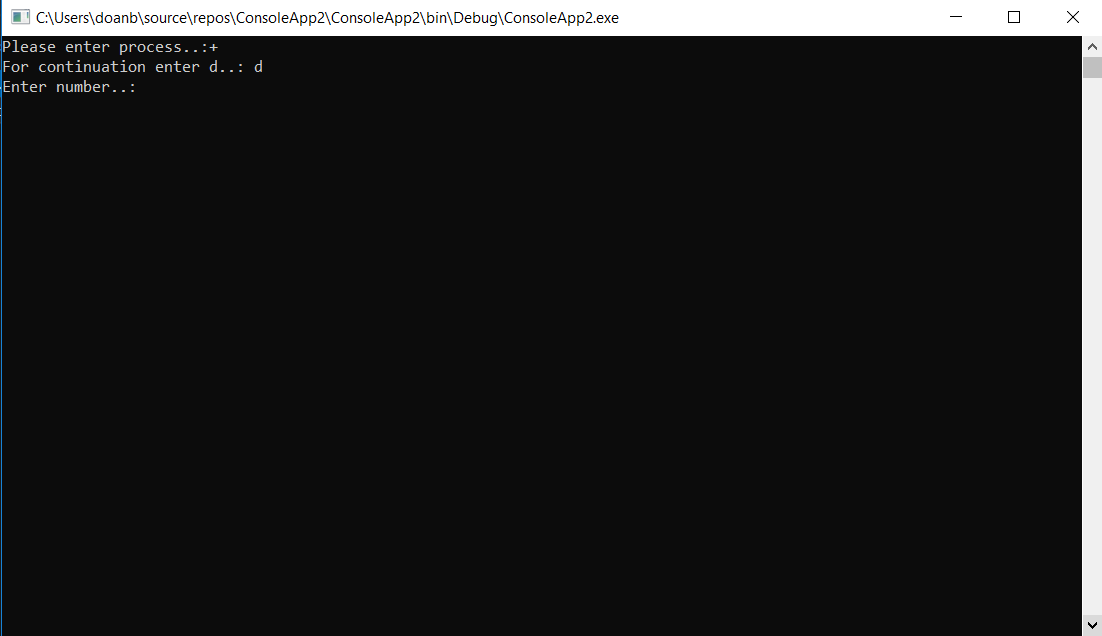 C:\Users\doanb\source\repos\ConsoleApp2\ConsoleApp2\bin\Debug\ConsoleApp2.exe
Please enter process..:+
For continuation enter d..: d
Enter number..: